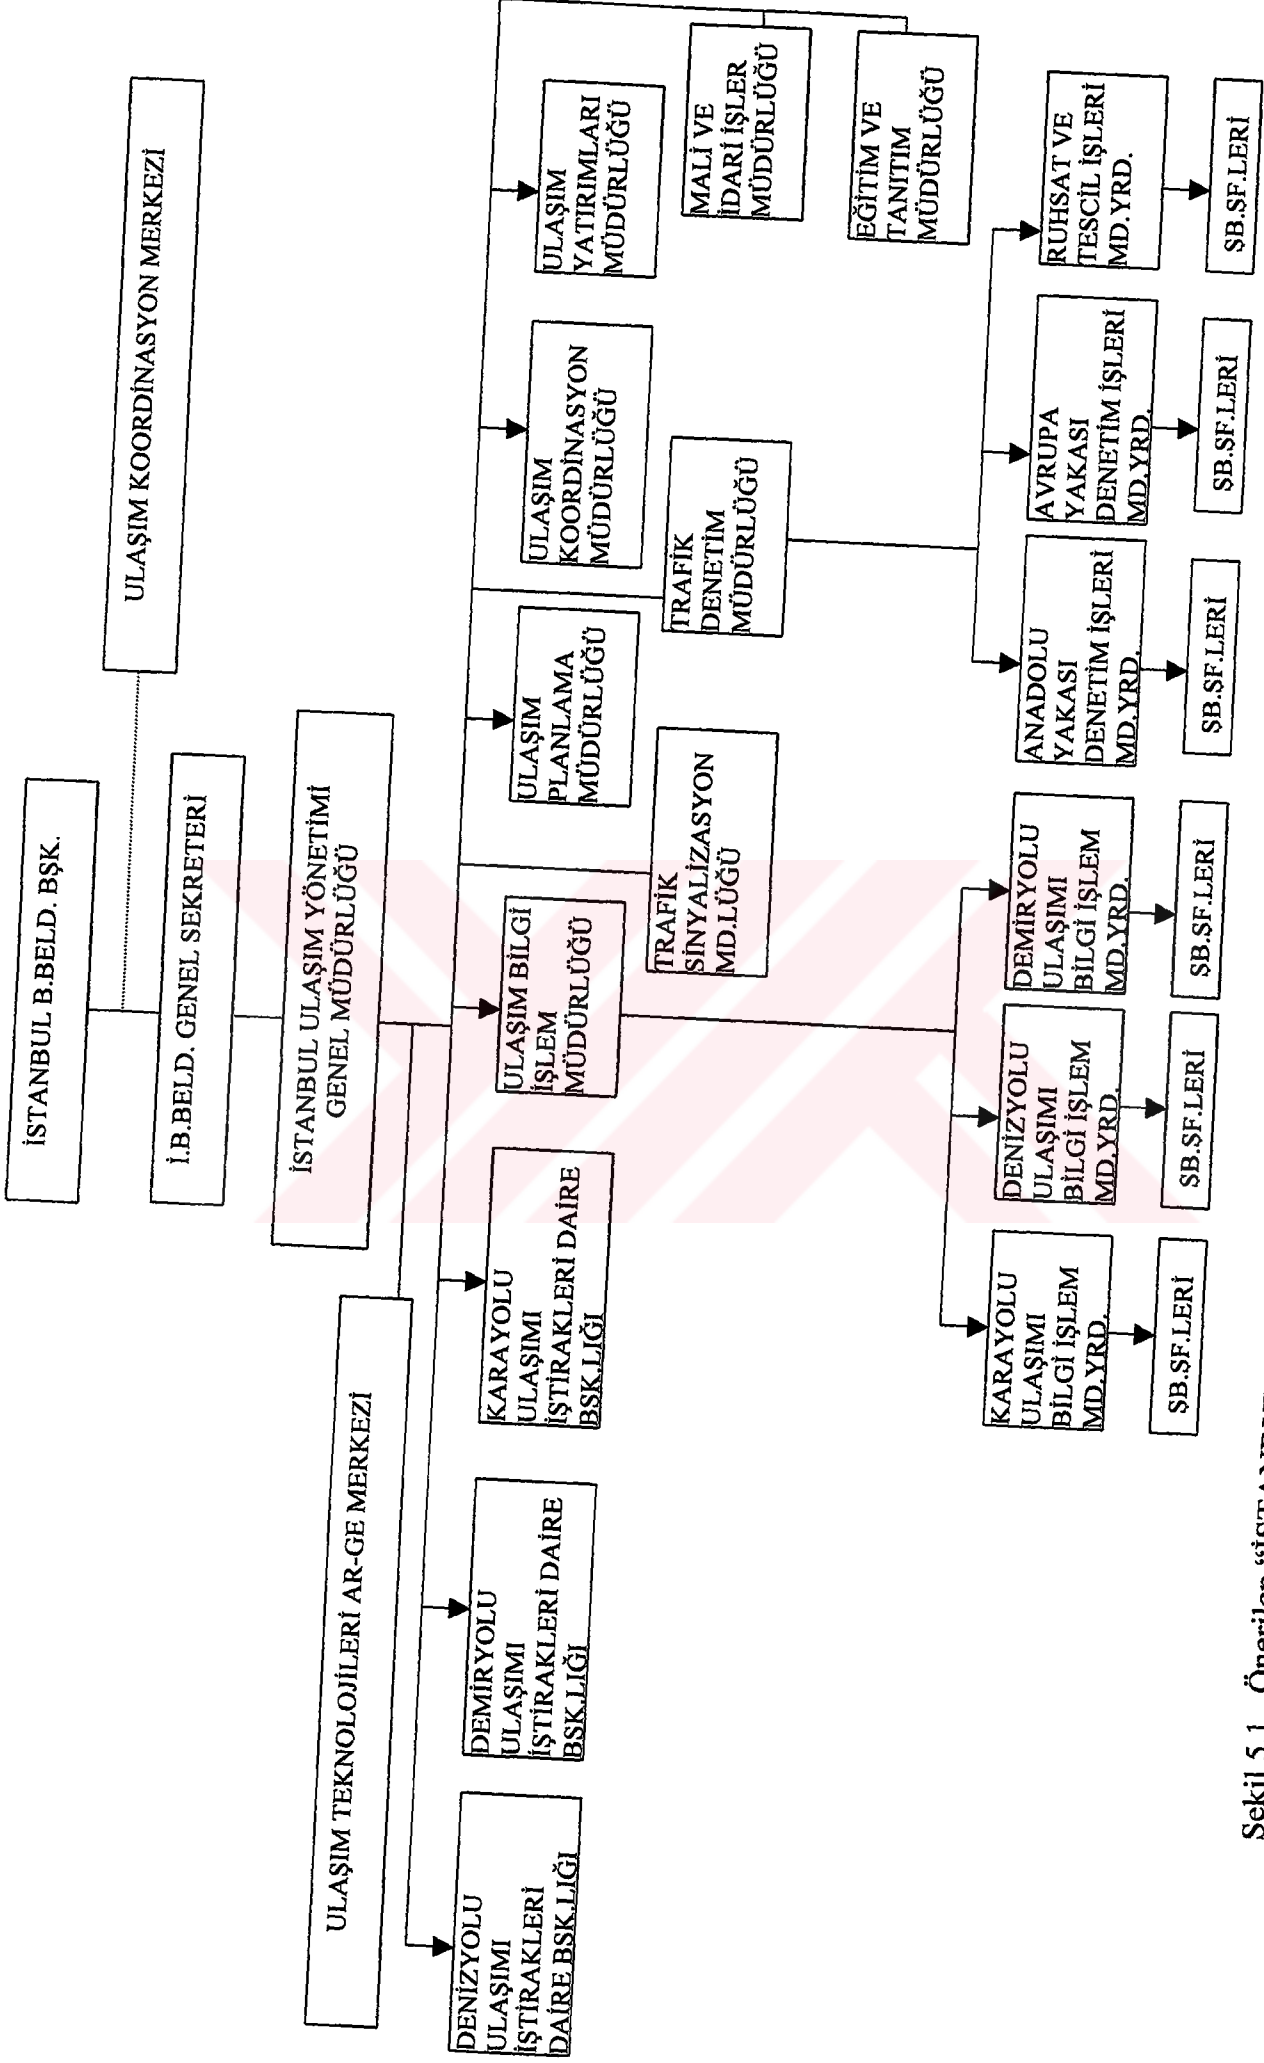 İSTANBUL B.BELD. BŞK.
ULAŞIM KOORDİNASYON MERKEZİ
İ.B.BELD. GENEL SEKRETERİ
İSTANBUL ULAŞIM YÖNETİMİ
GENEL MÜDÜRLÜĞÜ
ULAŞIM TEKNOLOJİLERİ AR-GE MERKEZİ
DENİZYOLU
ULAŞIMI
İŞTİRAKLERİ
DAİRE BSK.LIĞI
DEMİRYOLU
ULAŞIMI
İŞTİRAKLERİ DAİRE
BSK.LIĞI
KARAYOLU
ULAŞIMI
İŞTİRAKLERİ DAİRE
BSK.LIĞI
ULAŞIM BİLGİ
İŞLEM
MÜDÜRLÜĞÜ
ULAŞIM
PLANLAMA
MÜDÜRLÜĞÜ
ULAŞIM
KOORDİNASYON
MÜDÜRLÜĞÜ
ULAŞIM
YATIRIMLARI
MÜDÜRLÜĞÜ
TRAFİK
SİNYALİZASYON
MD.LÜĞÜ
TRAFİK
DENETİM
MÜDÜRLÜĞÜ
MALİ VE
İDARİ İŞLER
MÜDÜRLÜĞÜ
EĞİTİM VE
TANITIM
MÜDÜRLÜĞÜ
KARAYOLU
ULAŞIMI
BİLGİ İŞLEM
MD.YRD.
DENİZYOLU
ULAŞIMI
BİLGİ İŞLEM
MD.YRD.
DEMİRYOLU
ULAŞIMI
BİLGİ İŞLEM
MD.YRD.
ANADOLU
YAKASI
DENETİM İŞLERİ
MD.YRD.
AVRUPA
YAKASI
DENETİM İŞLERİ
MD.YRD.
RUHSAT VE
TESCİL İŞLERİ
MD.YRD.
ŞB.ŞF.LERİ
ŞB.ŞF.LERİ
ŞB.ŞF.LERİ
ŞB.ŞF.LERİ
ŞB.ŞF.LERİ
ŞB.ŞF.LERİ
Şekil 5.1. Önerilen